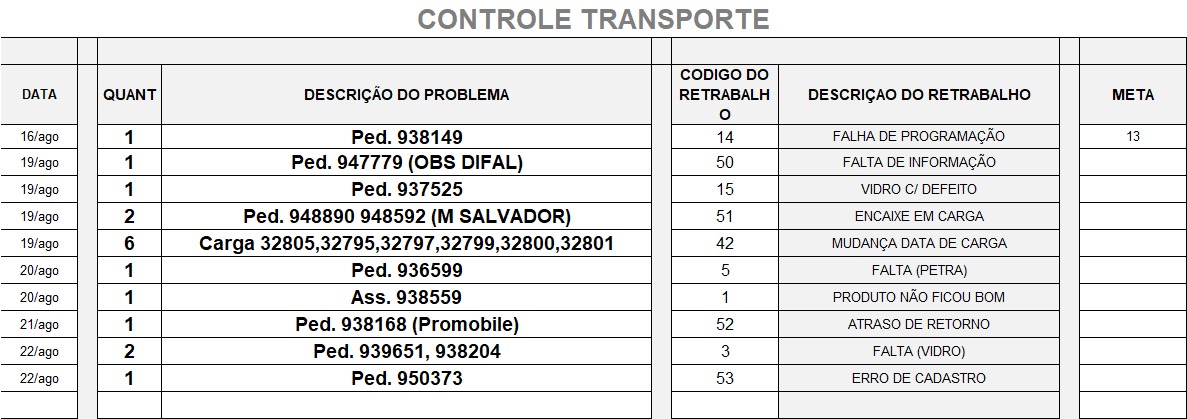 CONTROLE TRANSPORTE
DATA QUANT DESCRIÇÃO DO PROBLEMA CODIGO DO RETRABALHO DESCRIÇAO DO RETRABALHO META
16/ago 1 Ped. 938149 14 FALHA DE PROGRAMAÇÃO 13
19/ago 1 Ped. 947779 (OBS DIFAL) 50 FALTA DE INFORMAÇÃO
19/ago 1 Ped. 937525 15 VIDRO C/ DEFEITO
19/ago 2 Ped. 948890 948592 (M SALVADOR) 51 ENCAIXE EM CARGA
19/ago 6 Carga 32805,32795,32797,32799,32800,32801 42 MUDANÇA DATA DE CARGA
20/ago 1 Ped. 936599 5 FALTA (PETRA)
20/ago 1 Ass. 938559 1 PRODUTO NÃO FICOU BOM
21/ago 1 Ped. 938168 (Promobile) 52 ATRASO DE RETORNO
22/ago 2 Ped. 939651, 938204 3 FALTA (VIDRO)
22/ago 1 Ped. 950373 53 ERRO DE CADASTRO